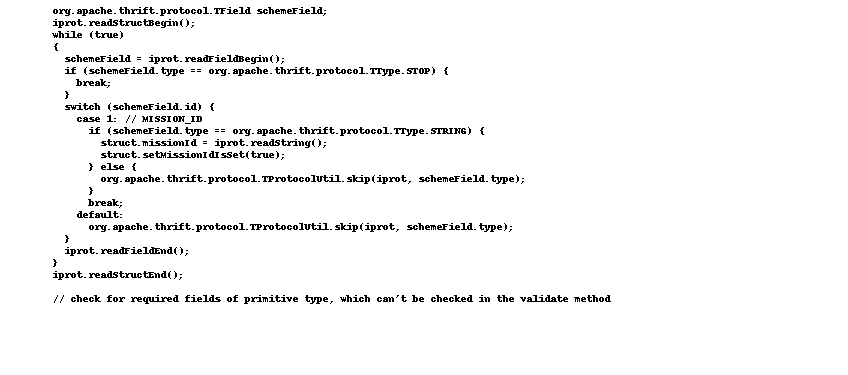 org.apache.thrift.protocol.TField schemeField;
iprot.readStructBegin();
while (true)
{
schemeField = iprot.readFieldBegin();
if (schemeField.type == org.apache.thrift.protocol.TType.STOP) {
break;
}
switch (schemeField.id) {
case 1: // MISSION_ID
if (schemeField.type == org.apache.thrift.protocol.TType.STRING) {
struct.missionId = iprot.readString();
struct.setMissionIdIsSet(true);
} else {
org.apache.thrift.protocol.TProtocolUtil.skip(iprot, schemeField.type);
}
break;
default:
org.apache.thrift.protocol.TProtocolUtil.skip(iprot, schemeField.type);
}
iprot.readFieldEnd();
}
iprot.readStructEnd();
// check for required fields of primitive type, which can't be checked in the validate method